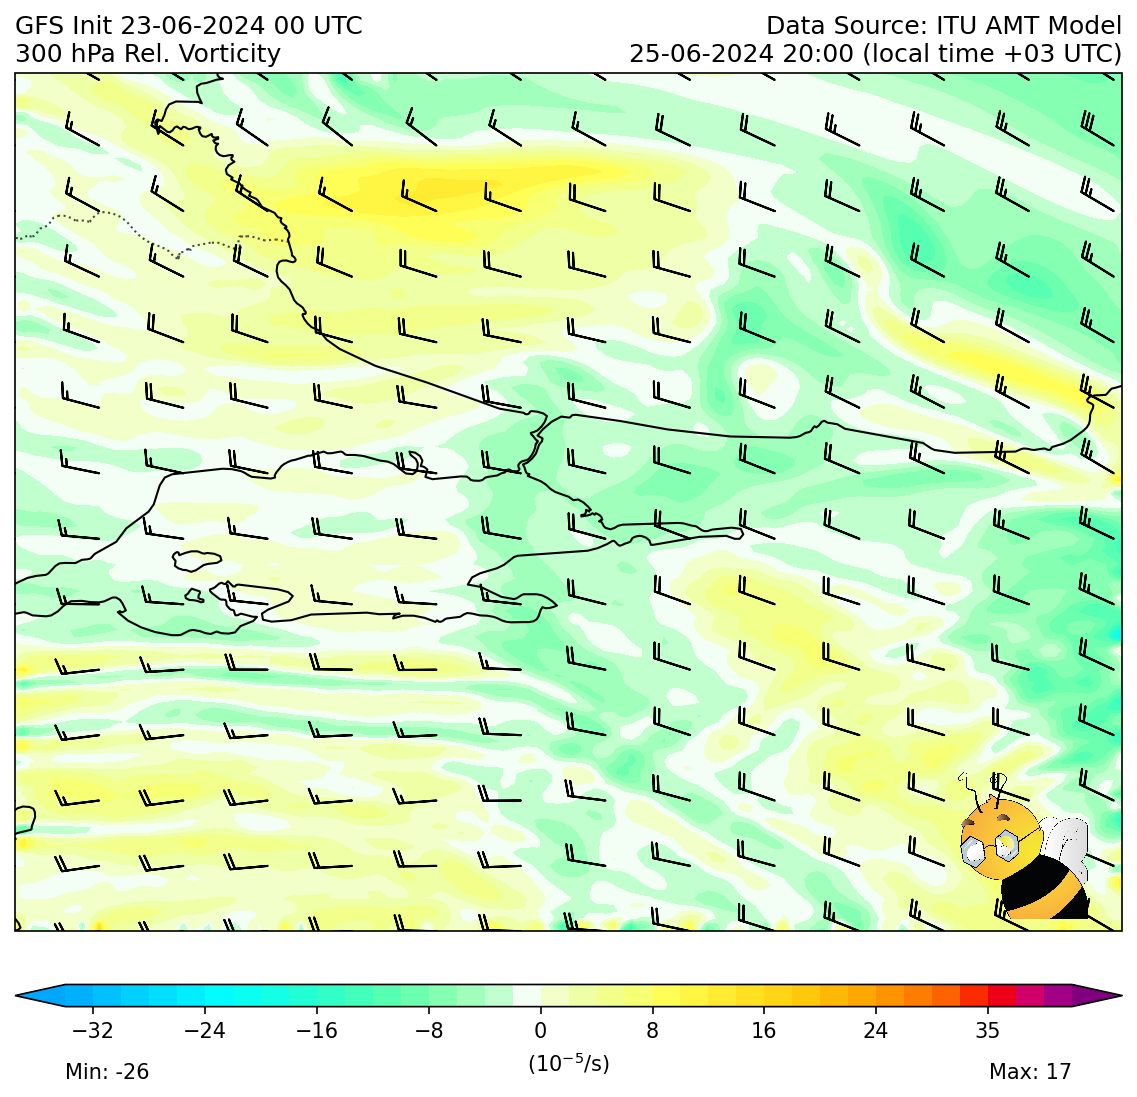 GFS Init 23-06-2024 00 UTC
Data Source: ITU AMT Model
300 hPa Rel. Vorticity
25-06-2024 20:00 (local time +03 UTC)
−32 −24 −16 −8 0 8 16 24 35
(10⁻⁵/s)
Min: -26
Max: 17